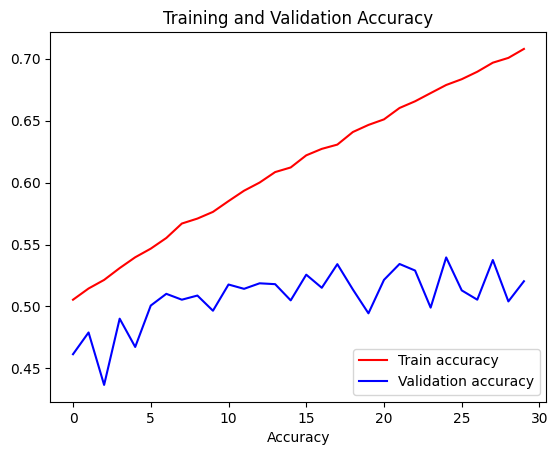 Training and Validation Accuracy
0.70
0.65
0.60
0.55
0.50
0.45
Train accuracy
Validation accuracy
0 5 10 15 20 25 30
Accuracy